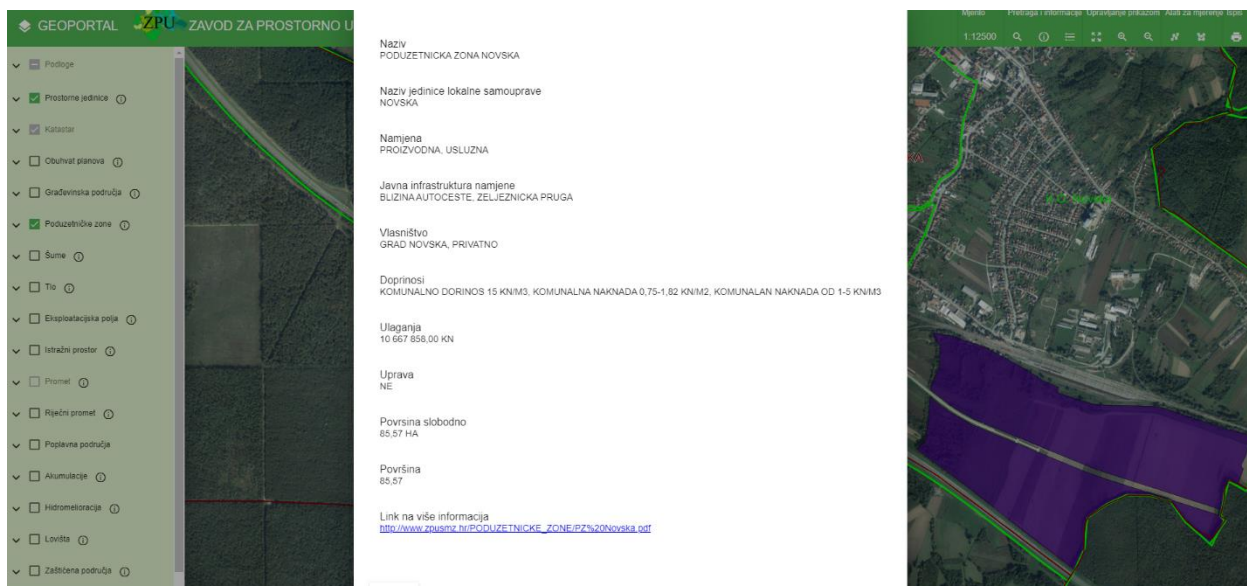 GEOPORTAL
ZPU
ZAVOD ZA PROSTORNO U
Mjerilo
Pretraga i informacije
Upravljanje prikazom
Alati za mjerenje
Ispis
1:12500
Podloge
Prostorne jedinice
Katastar
Obuhvat planova
Građevinska područja
Poduzetničke zone
Šume
Tlo
Eksploatacijska polja
Istražni prostor
Promet
Riječni promet
Poplavna područja
Akumulacije
Hidromelioracija
Lovišta
Zaštićena područja
Naziv
PODUZETNICKA ZONA NOVSKA
Naziv jedinice lokalne samouprave
NOVSKA
Namjena
PROIZVODNA, USLUZNA
Javna infrastruktura namjene
BLIZINA AUTOCESTE, ZELJEZNICKA PRUGA
Vlasništvo
GRAD NOVSKA, PRIVATNO
Doprinosi
KOMUNALNO DORINOS 15 KN/M3, KOMUNALNA NAKNADA 0,75-1,82 KN/M2, KOMUNALAN NAKNADA OD 1-5 KN/M3
Ulaganja
10 667 858,00 KN
Uprava
NE
Povrsina slobodno
85,57 HA
Površina
85,57
Link na više informacija
http://www.zpusmz.hr/PODUZETNICKE_ZONE/PZ%20Novska.pdf